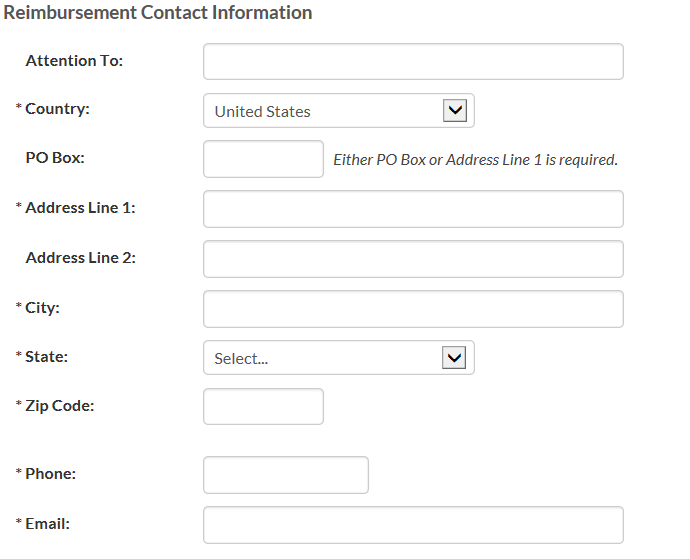 Reimbursement Contact Information
Attention To:
* Country: United States
PO Box: Either PO Box or Address Line 1 is required.
* Address Line 1:
Address Line 2:
* City:
* State: Select...
* Zip Code:
* Phone:
* Email: